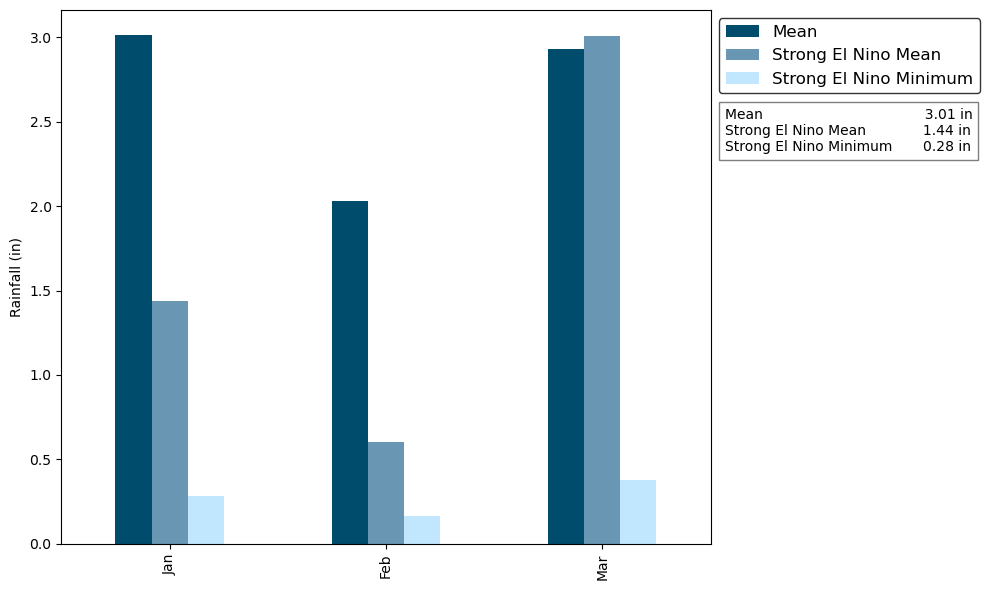 Rainfall (in)
3.0
2.5
2.0
1.5
1.0
0.5
0.0
Jan
Feb
Mar
Mean
Strong El Nino Mean
Strong El Nino Minimum
Mean 3.01 in
Strong El Nino Mean 1.44 in
Strong El Nino Minimum 0.28 in